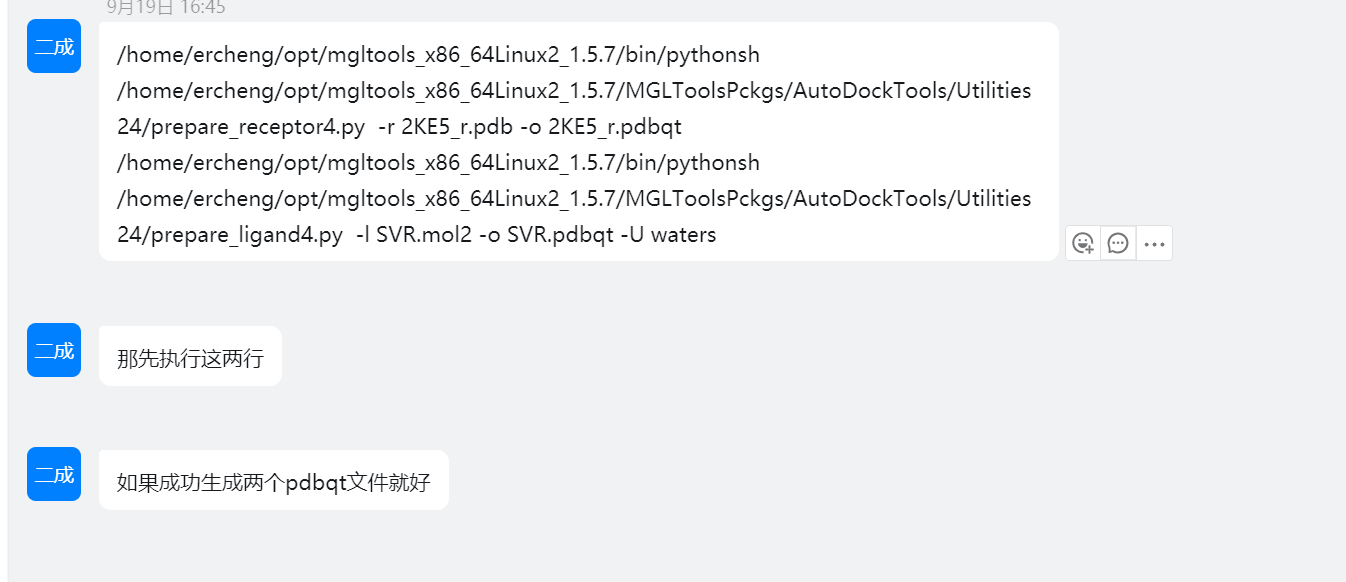 9月19日 16:45
二成
/home/ercheng/opt/mgltools_x86_64Linux2_1.5.7/bin/pythonsh
/home/ercheng/opt/mgltools_x86_64Linux2_1.5.7/MGLToolsPckgs/AutoDockTools/Utilities
24/prepare_receptor4.py  -r 2KE5_r.pdb -o 2KE5_r.pdbqt
/home/ercheng/opt/mgltools_x86_64Linux2_1.5.7/bin/pythonsh
/home/ercheng/opt/mgltools_x86_64Linux2_1.5.7/MGLToolsPckgs/AutoDockTools/Utilities
24/prepare_ligand4.py  -l SVR.mol2 -o SVR.pdbqt -U waters
二成
那先执行这两行
二成
如果成功生成两个pdbqt文件就好